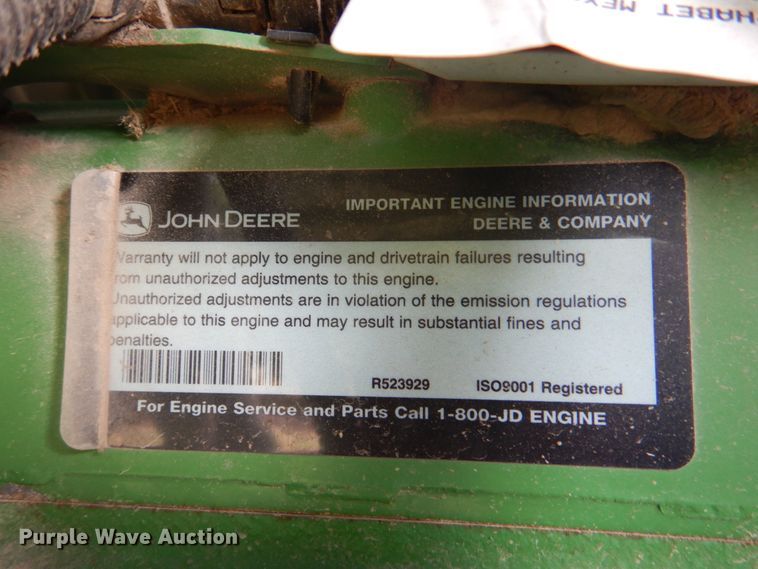 HABET MEX
JOHN DEERE
IMPORTANT ENGINE INFORMATION
DEERE & COMPANY
Warranty will not apply to engine and drivetrain failures resulting
from unauthorized adjustments to this engine.
Unauthorized adjustments are in violation of the emission regulations
applicable to this engine and may result in substantial fines and
penalties.
R523929 ISO9001 Registered
For Engine Service and Parts Call 1-800-JD ENGINE
Purple Wave Auction